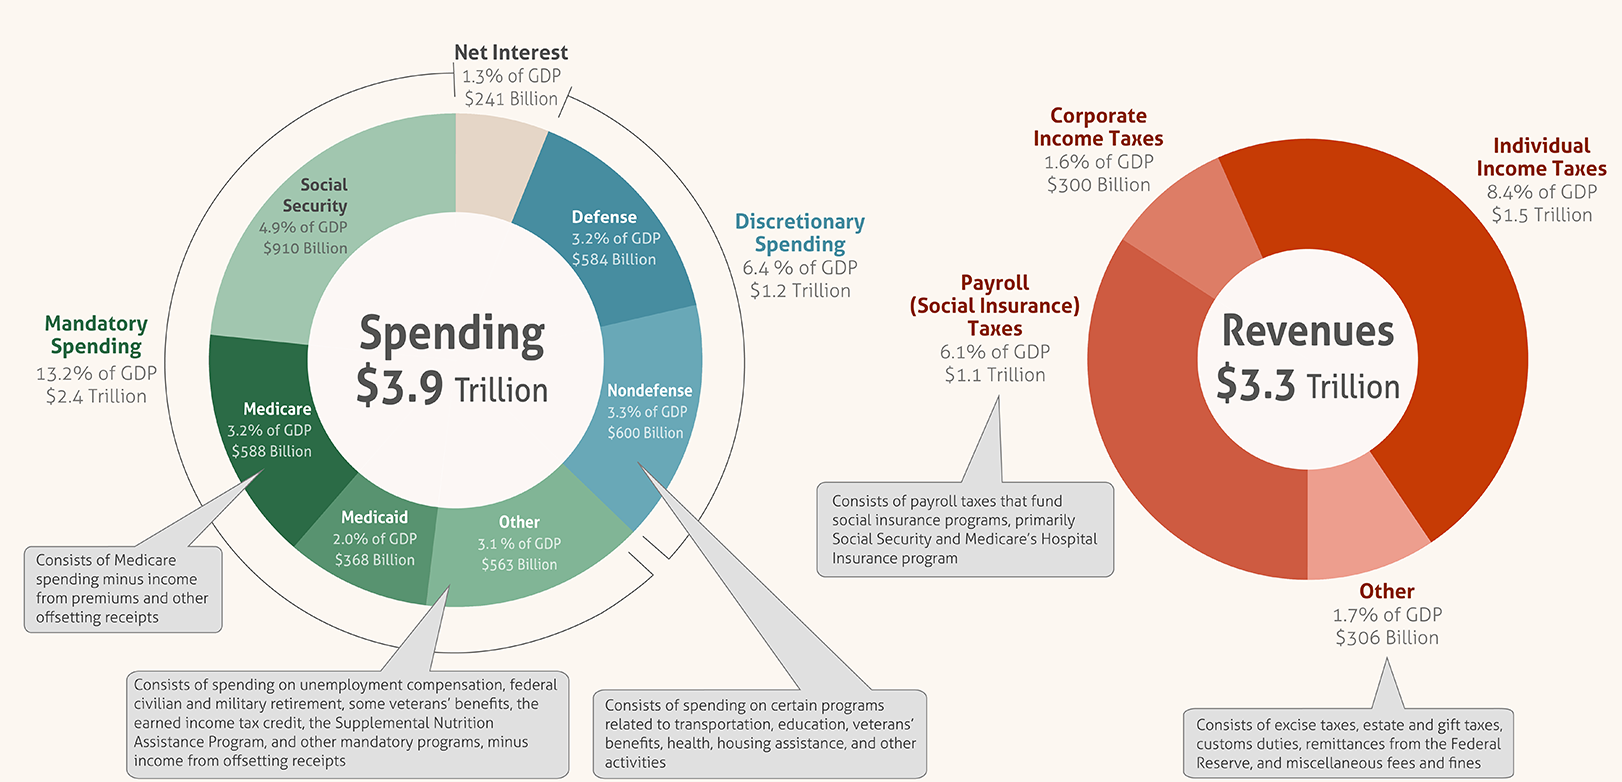 Net Interest
1.3% of GDP
$241 Billion
Social
Security
4.9% of GDP
$910 Billion
Defense
3.2% of GDP
$584 Billion
Discretionary
Spending
6.4 % of GDP
$1.2 Trillion
Mandatory
Spending
13.2% of GDP
$2.4 Trillion
Spending
$3.9 Trillion
Nondefense
3.3% of GDP
$600 Billion
Medicare
3.2% of GDP
$588 Billion
Medicaid
2.0% of GDP
$368 Billion
Other
3.1 % of GDP
$563 Billion
Consists of Medicare
spending minus income
from premiums and other
offsetting receipts
Consists of spending on unemployment compensation, federal
civilian and military retirement, some veterans’ benefits, the
earned income tax credit, the Supplemental Nutrition
Assistance Program, and other mandatory programs, minus
income from offsetting receipts
Consists of spending on certain programs
related to transportation, education, veterans’
benefits, health, housing assistance, and other
activities
Corporate
Income Taxes
1.6% of GDP
$300 Billion
Individual
Income Taxes
8.4% of GDP
$1.5 Trillion
Payroll
(Social Insurance)
Taxes
6.1% of GDP
$1.1 Trillion
Revenues
$3.3 Trillion
Consists of payroll taxes that fund
social insurance programs, primarily
Social Security and Medicare’s Hospital
Insurance program
Other
1.7% of GDP
$306 Billion
Consists of excise taxes, estate and gift taxes,
customs duties, remittances from the Federal
Reserve, and miscellaneous fees and fines